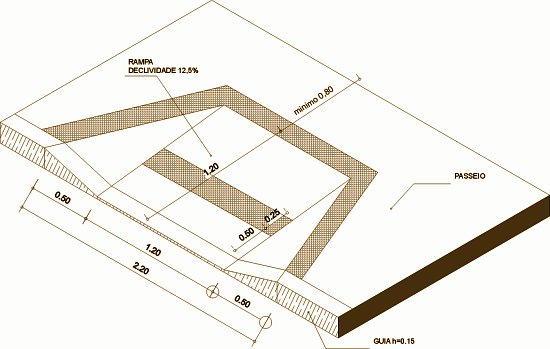 RAMPA
DECLIVIDADE 12,5%
mínimo 0,80
PASSEIO
1.20
0.25
0.50
0.50
1.20
2.20
0.50
GUIA h=0.15